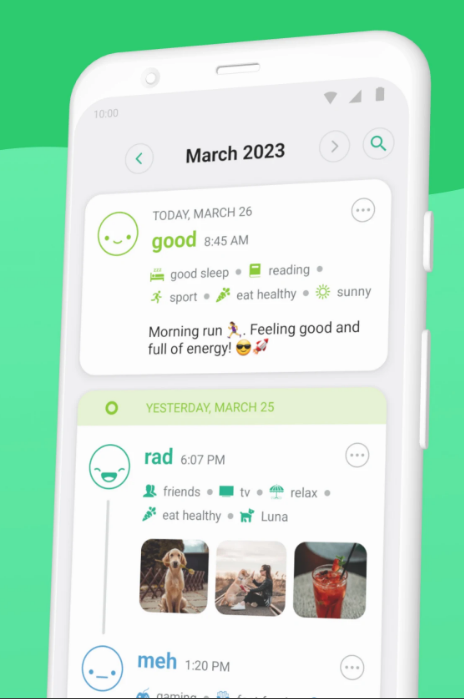 10:00
March 2023
TODAY, MARCH 26
good 8:45 AM
good sleep • reading •
sport • eat healthy • sunny
Morning run 🏃‍♀️. Feeling good and
full of energy! 😎🚀
YESTERDAY, MARCH 25
rad 6:07 PM
friends • tv • relax •
eat healthy • Luna
meh 1:20 PM
gaming •